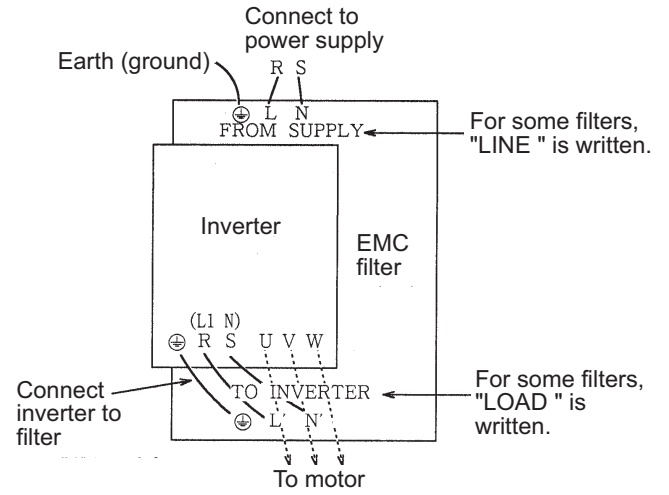 Connect to
power supply
Earth (ground)
R S
L N
FROM SUPPLY
For some filters,
"LINE " is written.
Inverter
EMC
filter
(L1 N)
R S U V W
Connect
inverter to
filter
TO INVERTER
L' N'
For some filters,
"LOAD " is
written.
To motor